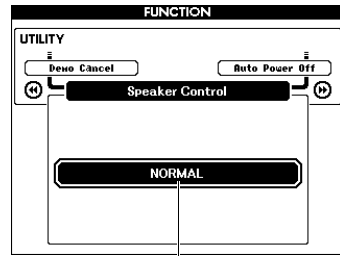 FUNCTION
UTILITY
Demo Cancel
Auto Power Off
Speaker Control
NORMAL